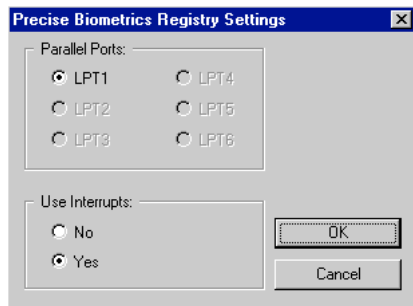 Precise Biometrics Registry Settings
Parallel Ports:
LPT1 LPT4
LPT2 LPT5
LPT3 LPT6
Use Interrupts:
No
Yes
OK
Cancel